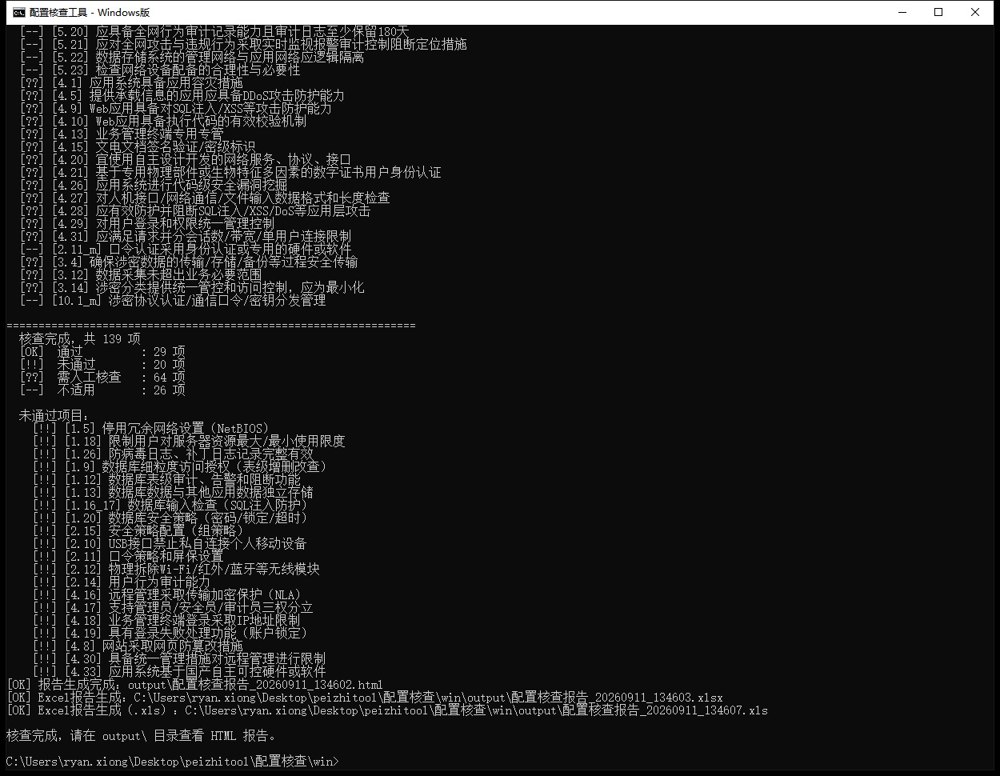 配置核查工具 - Windows版
[--] [5.20] 应具备全网行为审计记录能力且审计日志至少保留180天
[--] [5.21] 应对全网攻击与违规行为采取实时监视报警审计控制阻断定位措施
[--] [5.22] 数据存储系统的管理网络与应用网络应逻辑隔离
[--] [5.23] 检查网络设备配备的合理性与必要性
[??] [4.1] 应用系统具备应用容灾措施
[??] [4.5] 提供承载信息的应用应具备DDoS攻击防护能力
[??] [4.9] Web应用具备对SQL注入/XSS等攻击防护能力
[??] [4.10] Web应用具备执行代码的有效校验机制
[??] [4.13] 业务管理终端专用专管
[??] [4.15] 文电文档签名验证/密级标识
[??] [4.20] 宜使用自主设计开发的网络服务、协议、接口
[??] [4.21] 基于专用物理部件或生物特征多因素的数字证书用户身份认证
[??] [4.26] 应用系统进行代码级安全漏洞挖掘
[??] [4.27] 对人机接口/网络通信/文件输入数据格式和长度检查
[??] [4.28] 应有效防护并阻断SQL注入/XSS/DoS等应用层攻击
[??] [4.29] 对用户登录和权限统一管理控制
[??] [4.31] 应满足请求并分会话数/带宽/单用户连接限制
[--] [2.11_m] 口令认证采用身份认证或专用的硬件或软件
[??] [3.4] 确保涉密数据的传输/存储/备份等过程安全传输
[??] [3.12] 数据采集未超出业务必要范围
[??] [3.14] 涉密分类提供统一管控和访问控制，应为最小化
[--] [10.1_m] 涉密协议认证/通信口令/密钥分发管理
================================================================
核查完成，共 139 项
[OK]  通过         : 29 项
[!!]  未通过       : 20 项
[??]  需人工核查   : 64 项
[--]  不适用       : 26 项
未通过项目：
[!!] [1.5] 停用冗余网络设置（NetBIOS）
[!!] [1.18] 限制用户对服务器资源最大/最小使用限度
[!!] [1.26] 防病毒日志、补丁日志记录完整有效
[!!] [1.9] 数据库细粒度访问授权（表级增删改查）
[!!] [1.12] 数据库表级审计、告警和阻断功能
[!!] [1.13] 数据库数据与其他应用数据独立存储
[!!] [1.16_17] 数据库输入检查（SQL注入防护）
[!!] [1.20] 数据库安全策略（密码/锁定/超时）
[!!] [2.15] 安全策略配置（组策略）
[!!] [2.10] USB接口禁止私自连接个人移动设备
[!!] [2.11] 口令策略和屏保设置
[!!] [2.12] 物理拆除Wi-Fi/红外/蓝牙等无线模块
[!!] [2.14] 用户行为审计能力
[!!] [4.16] 远程管理采取传输加密保护（NLA）
[!!] [4.17] 支持管理员/安全员/审计员三权分立
[!!] [4.18] 业务管理终端登录采取IP地址限制
[!!] [4.19] 具有登录失败处理功能（账户锁定）
[!!] [4.8] 网站采取网页防篡改措施
[!!] [4.30] 具备统一管理措施对远程管理进行限制
[!!] [4.33] 应用系统基于国产自主可控硬件或软件
[OK] 报告生成完成：output\配置核查报告_20260911_134602.html
[OK] Excel报告生成：C:\Users\ryan.xiong\Desktop\peizhitool\配置核查\win\output\配置核查报告_20260911_134603.xlsx
[OK] Excel报告生成（.xls）：C:\Users\ryan.xiong\Desktop\peizhitool\配置核查\win\output\配置核查报告_20260911_134607.xls
核查完成，请在 output\ 目录查看 HTML 报告。
C:\Users\ryan.xiong\Desktop\peizhitool\配置核查\win>